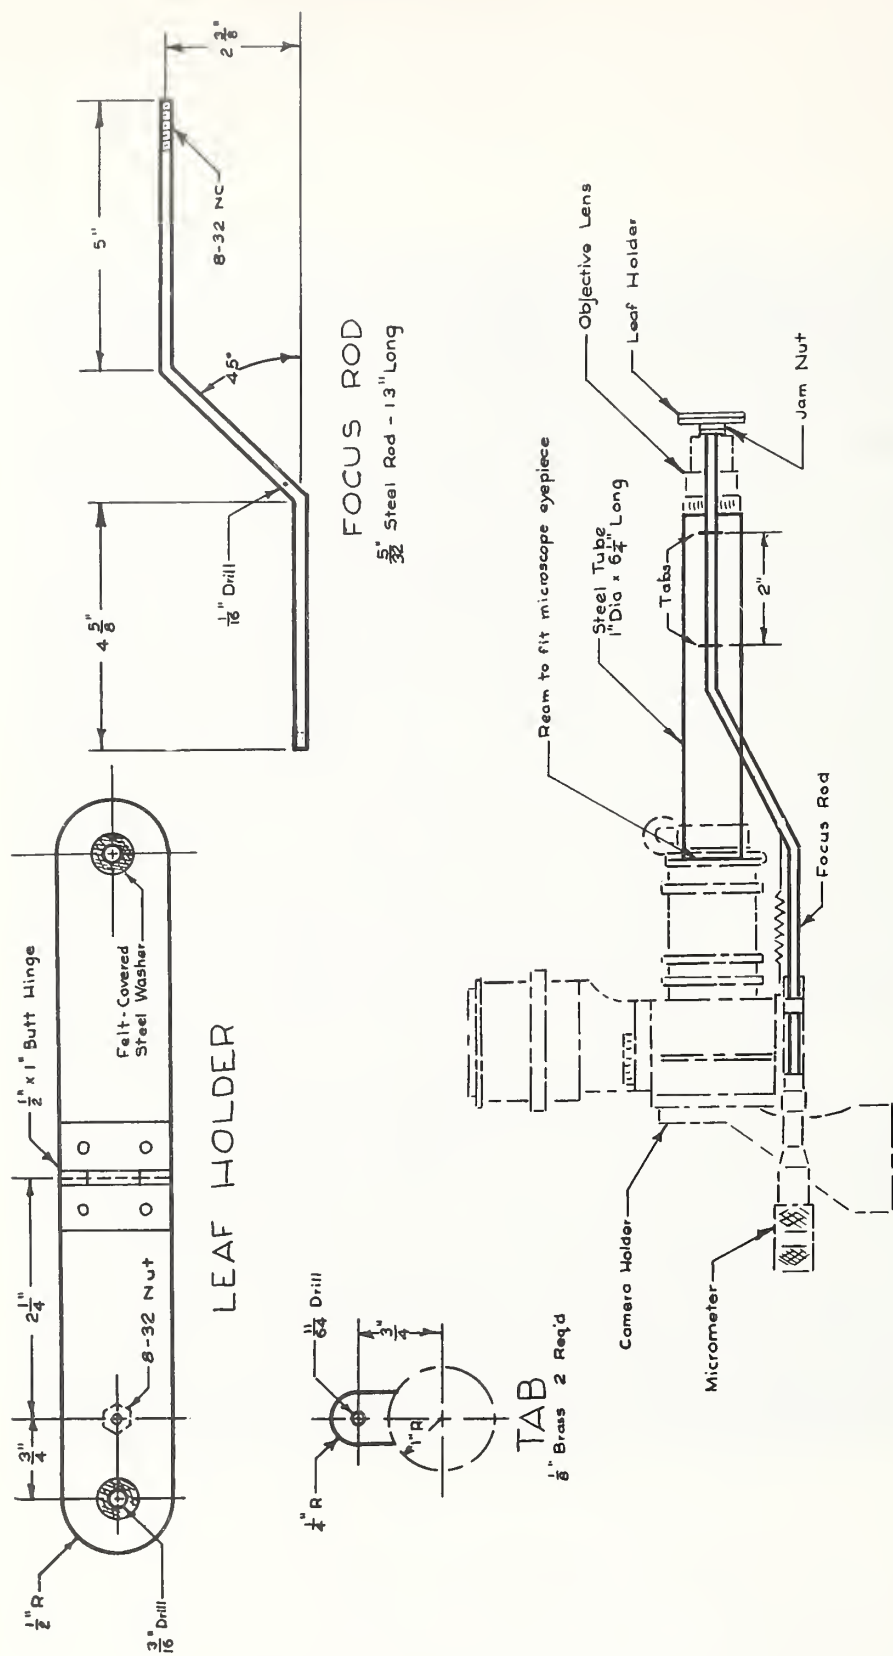 1/2" R
3/16" Drill
3/4"
2 1/4"
8-32 Nut
1/2" x 1" Butt Hinge
Felt-Covered
Steel Washer
LEAF HOLDER
4 5/8"
5"
2 3/8"
1/16" Drill
45°
8-32 NC
FOCUS ROD
5/32" Steel Rod - 13" Long
1/4" R
11/64 Drill
3/4"
1" R
TAB
1/8" Brass 2 Req'd
Camera Holder
Micrometer
Ream to fit microscope eyepiece
Steel Tube
1" Dia x 6 1/4" Long
Tabs
2"
Objective Lens
Leaf Holder
Jam Nut
Focus Rod